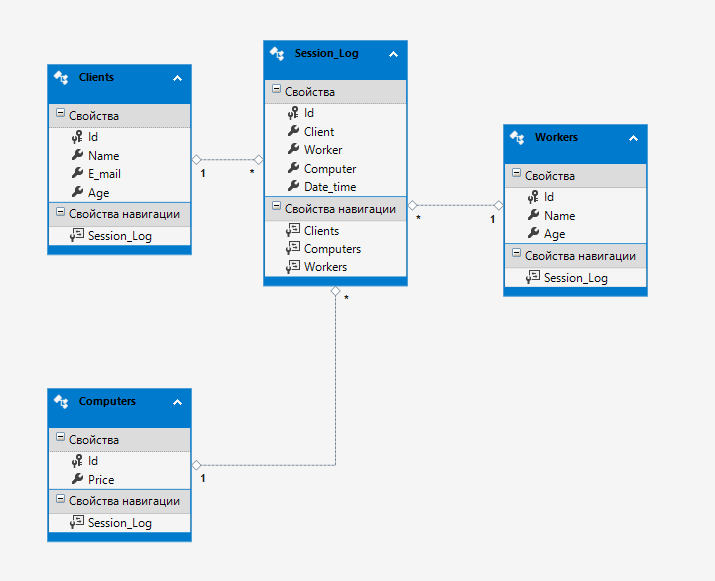 Clients
Свойства
Id
Name
E_mail
Age
Свойства навигации
Session_Log
1
*
Session_Log
Свойства
Id
Client
Worker
Computer
Date_time
Свойства навигации
Clients
Computers
Workers
*
1
*
Workers
Свойства
Id
Name
Age
Свойства навигации
Session_Log
Computers
Свойства
Id
Price
Свойства навигации
Session_Log
1